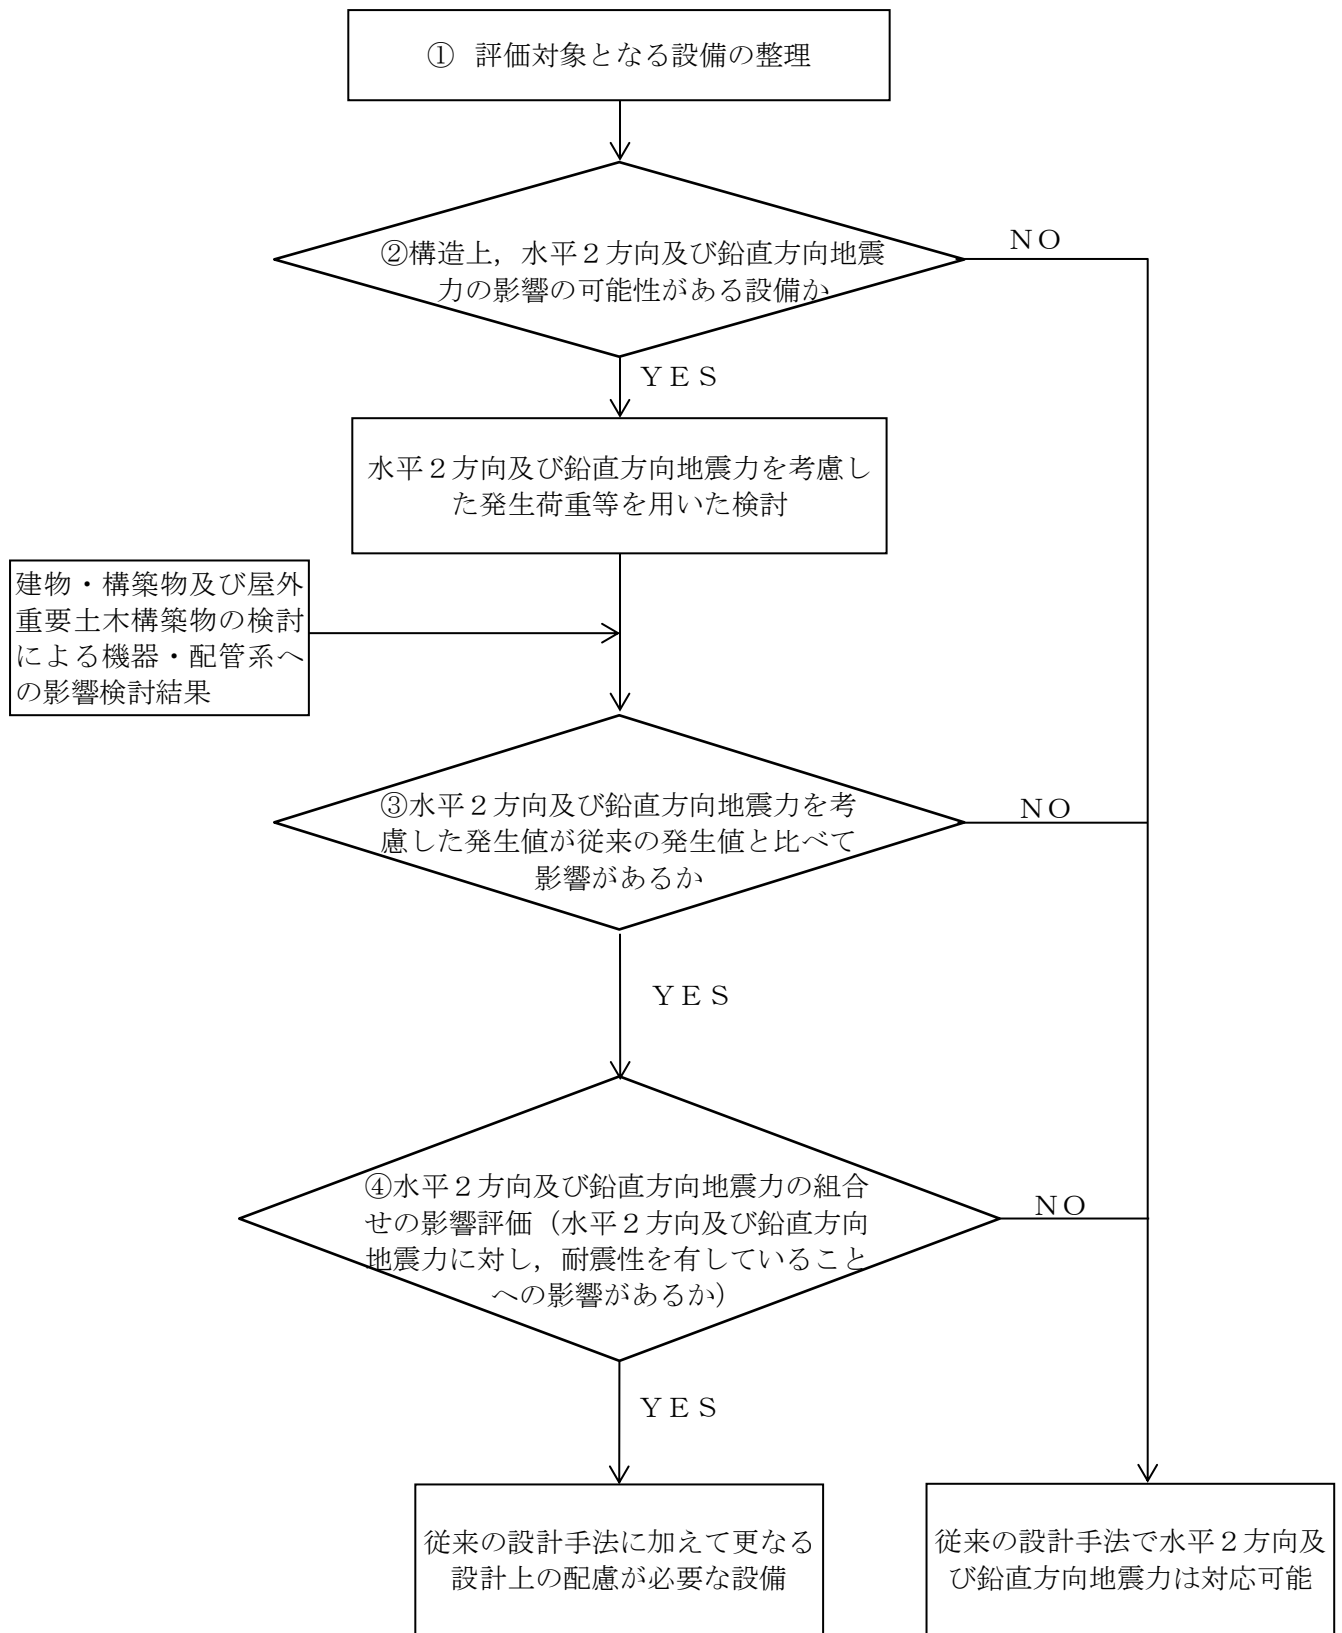 ① 評価対象となる設備の整理
②構造上，水平２方向及び鉛直方向地震
力の影響の可能性がある設備か
ＮＯ
ＹＥＳ
水平２方向及び鉛直方向地震力を考慮し
た発生荷重等を用いた検討
建物・構築物及び屋外
重要土木構築物の検討
による機器・配管系へ
の影響検討結果
③水平２方向及び鉛直方向地震力を考
慮した発生値が従来の発生値と比べて
影響があるか
ＮＯ
ＹＥＳ
④水平２方向及び鉛直方向地震力の組合
せの影響評価（水平２方向及び鉛直方向
地震力に対し，耐震性を有していること
への影響があるか）
ＮＯ
ＹＥＳ
従来の設計手法に加えて更なる
設計上の配慮が必要な設備
従来の設計手法で水平２方向及
び鉛直方向地震力は対応可能